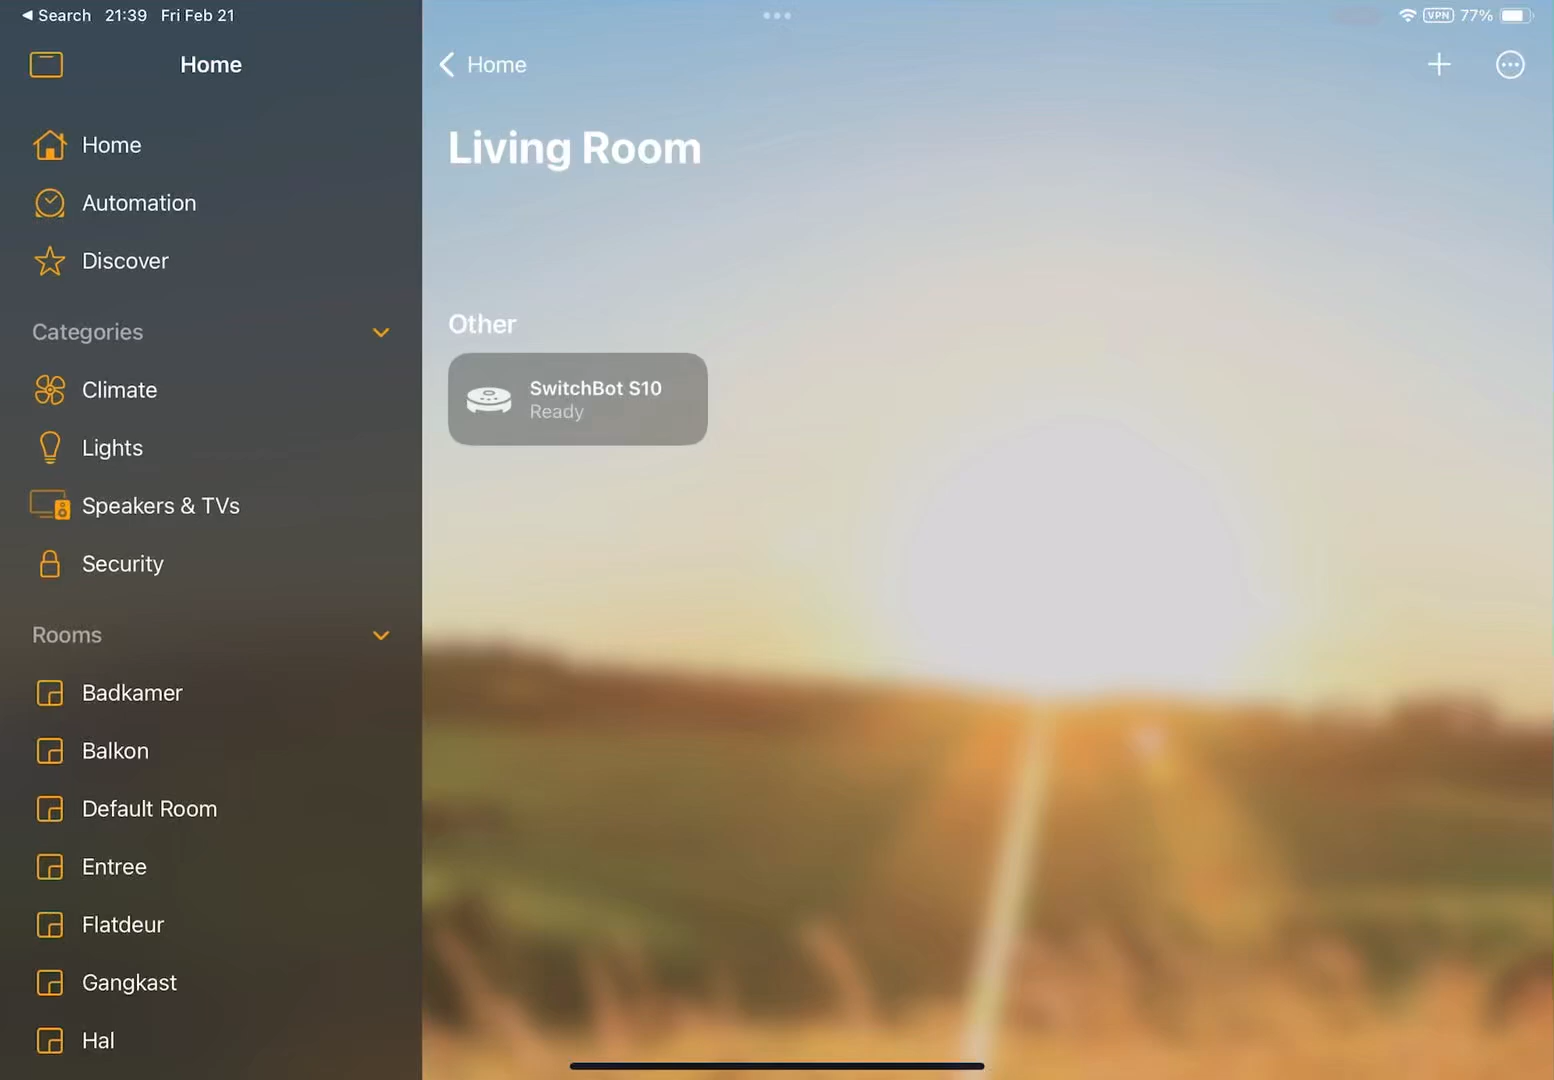 Search 21:39 Fri Feb 21
VPN 77%
Home
Home
Automation
Discover
Categories
Climate
Lights
Speakers & TVs
Security
Rooms
Badkamer
Balkon
Default Room
Entree
Flatdeur
Gangkast
Hal
Home
Living Room
Other
SwitchBot S10
Ready